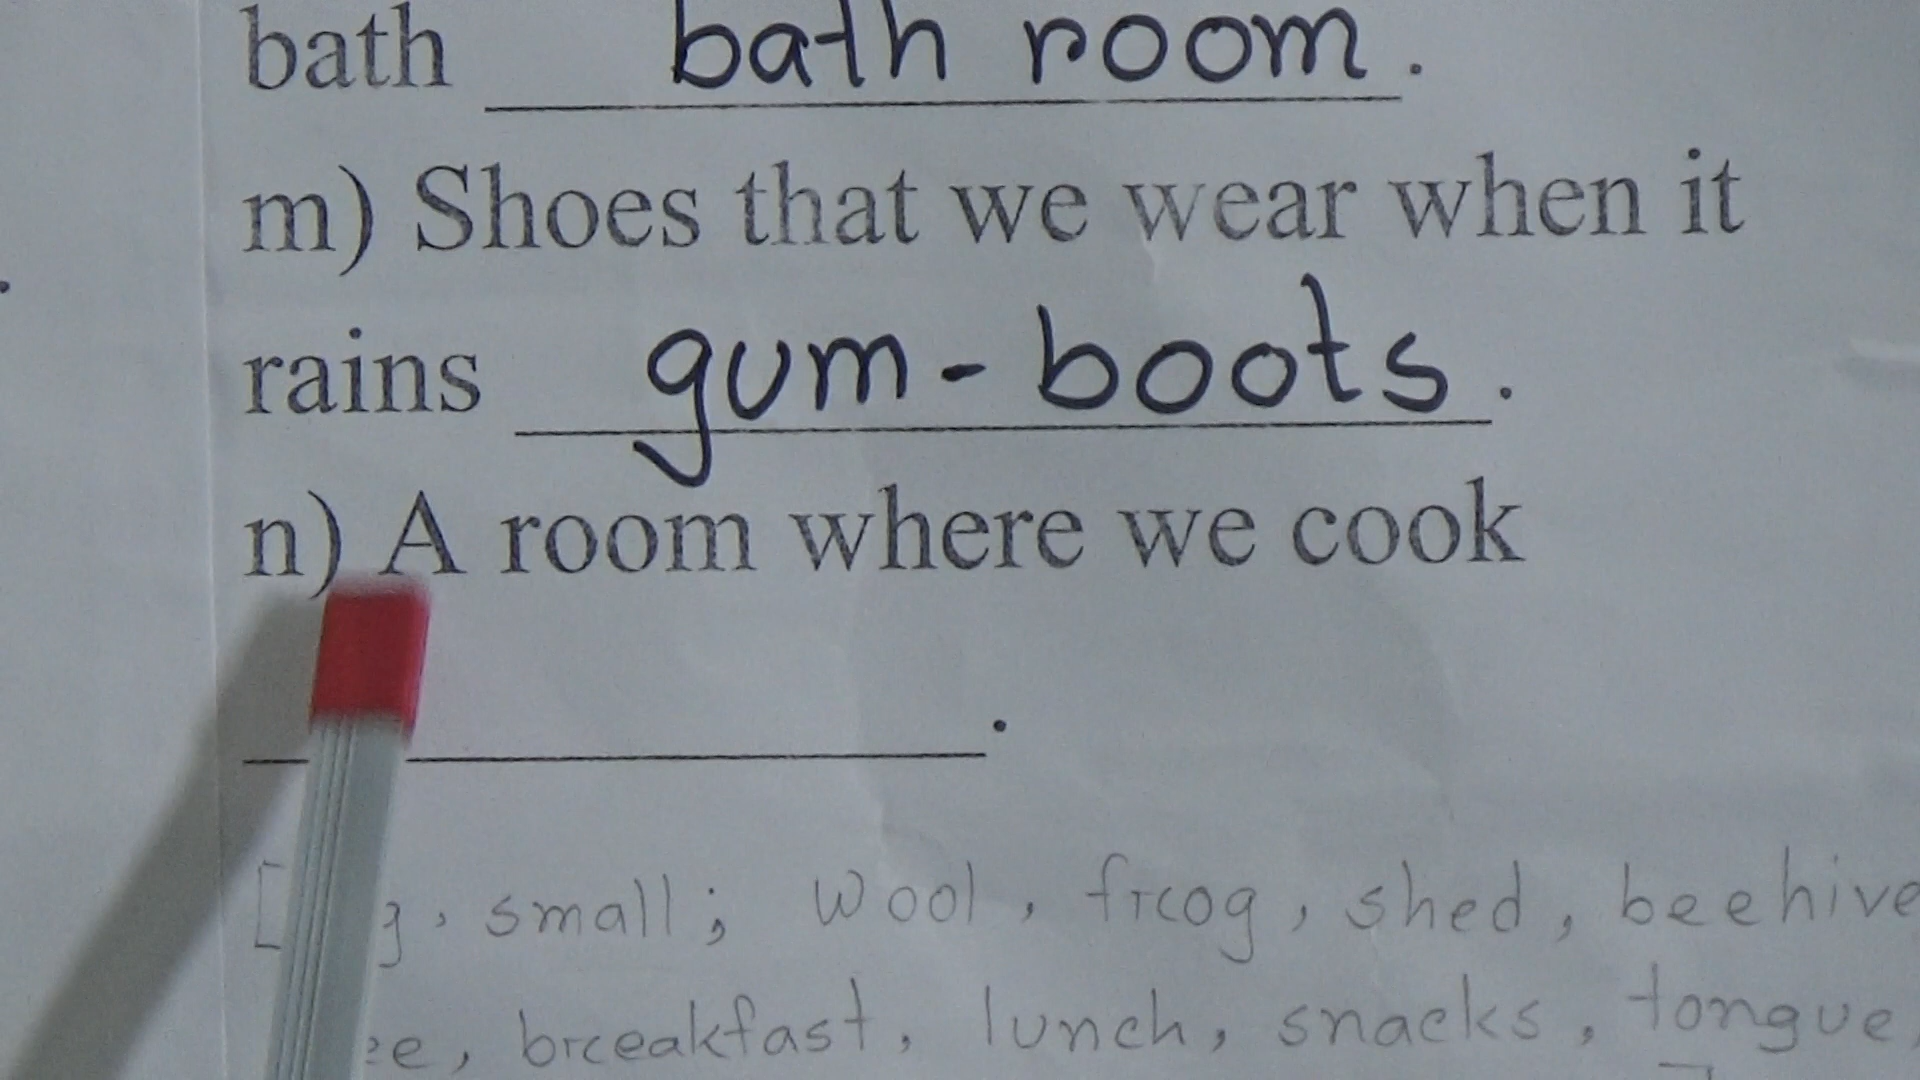 bath bath room.
m) Shoes that we wear when it
rains gum-boots.
n) A room where we cook
.
small; wool, frog, shed, beehive
breakfast, lunch, snacks, tongue,